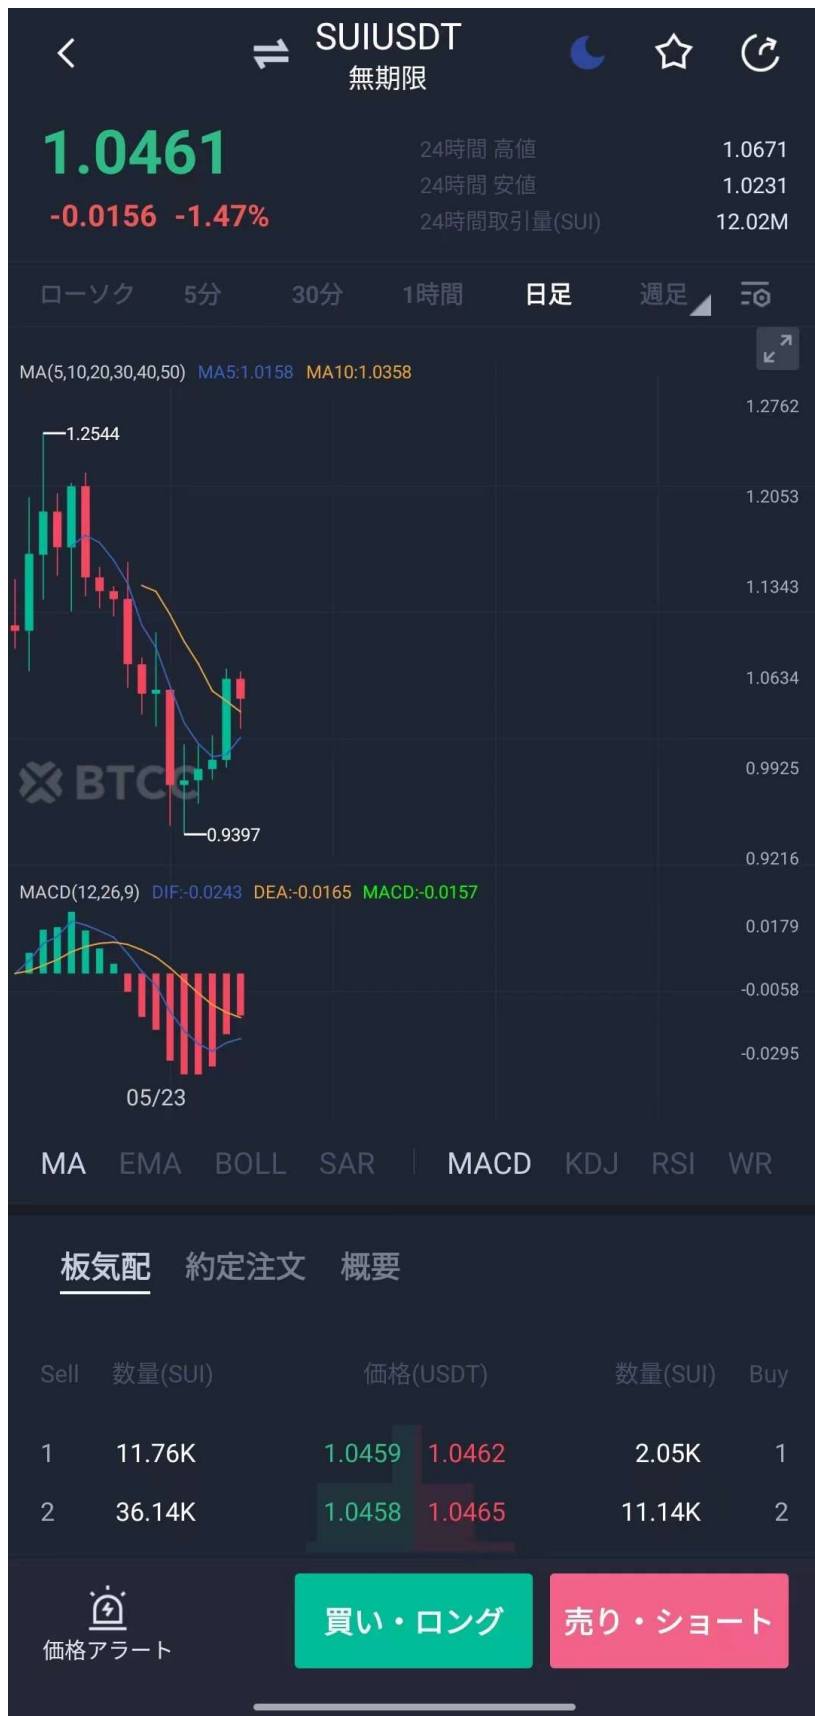 SUIUSDT
無期限
1.0461
-0.0156 -1.47%
24時間 高値 1.0671
24時間 安値 1.0231
24時間取引量(SUI) 12.02M
ローソク 5分 30分 1時間 日足 週足
MA(5,10,20,30,40,50) MA5:1.0158 MA10:1.0358
1.2762
1.2544
1.2053
1.1343
1.0634
0.9925
BTCC
0.9397
0.9216
MACD(12,26,9) DIF:-0.0243 DEA:-0.0165 MACD:-0.0157
0.0179
-0.0058
-0.0295
05/23
MA EMA BOLL SAR MACD KDJ RSI WR
板気配 約定注文 概要
Sell 数量(SUI) 価格(USDT) 数量(SUI) Buy
1 11.76K 1.0459 1.0462 2.05K 1
2 36.14K 1.0458 1.0465 11.14K 2
価格アラート
買い・ロング
売り・ショート